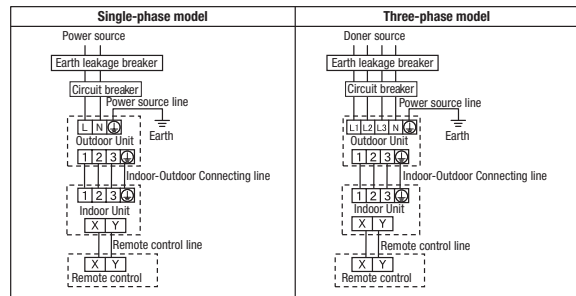 Single-phase model
Power source
Earth leakage breaker
Circuit breaker
Power source line
L N
Earth
Outdoor Unit
1 2 3
Indoor-Outdoor Connecting line
1 2 3
Indoor Unit
X Y
Remote control line
X Y
Remote control
Three-phase model
Doner source
Earth leakage breaker
Circuit breaker
Power source line
L1 L2 L3 N
Earth
Outdoor Unit
1 2 3
Indoor-Outdoor Connecting line
1 2 3
Indoor Unit
X Y
Remote control line
X Y
Remote control